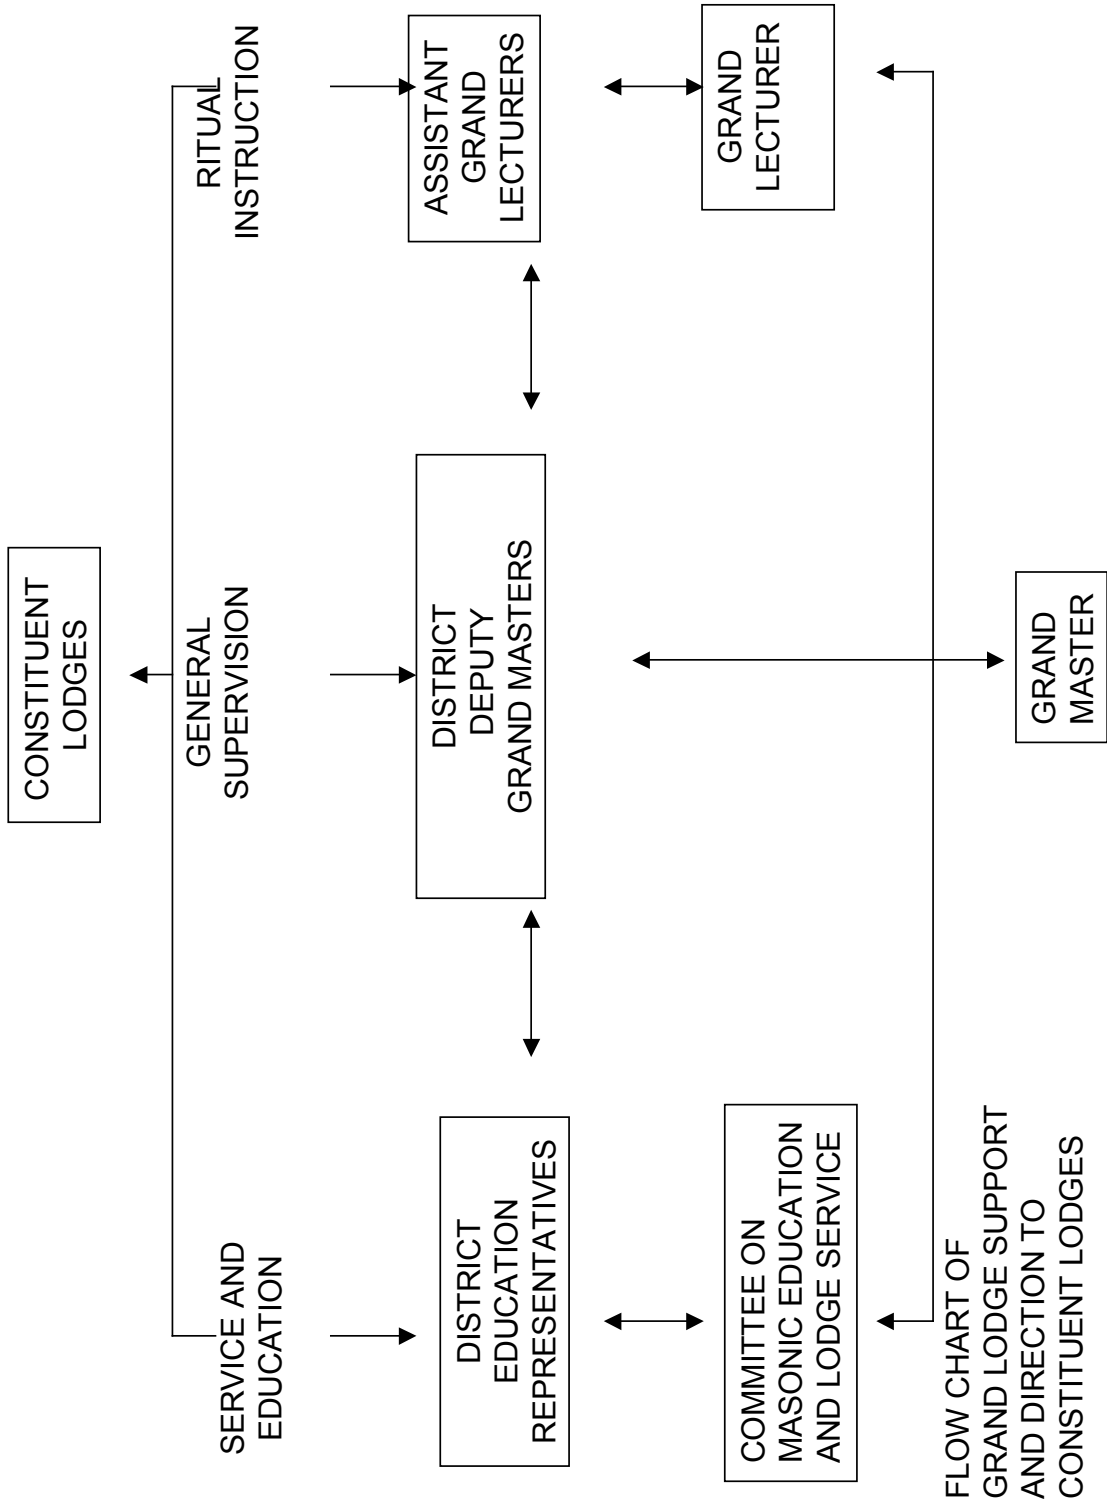 CONSTITUENT
LODGES
SERVICE AND
EDUCATION
GENERAL
SUPERVISION
RITUAL
INSTRUCTION
DISTRICT
EDUCATION
REPRESENTATIVES
DISTRICT
DEPUTY
GRAND MASTERS
ASSISTANT
GRAND
LECTURERS
COMMITTEE ON
MASONIC EDUCATION
AND LODGE SERVICE
GRAND
LECTURER
FLOW CHART OF
GRAND LODGE SUPPORT
AND DIRECTION TO
CONSTITUENT LODGES
GRAND
MASTER